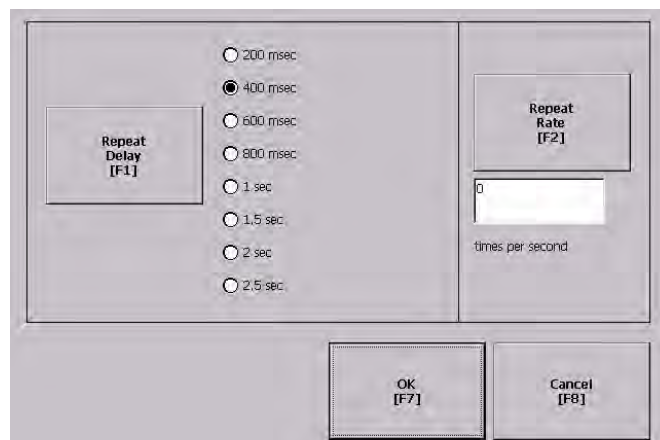 Repeat
Delay
[F1]
200 msec
400 msec
600 msec
800 msec
1 sec
1.5 sec
2 sec
2.5 sec
Repeat
Rate
[F2]
0
times per second
OK
[F7]
Cancel
[F8]